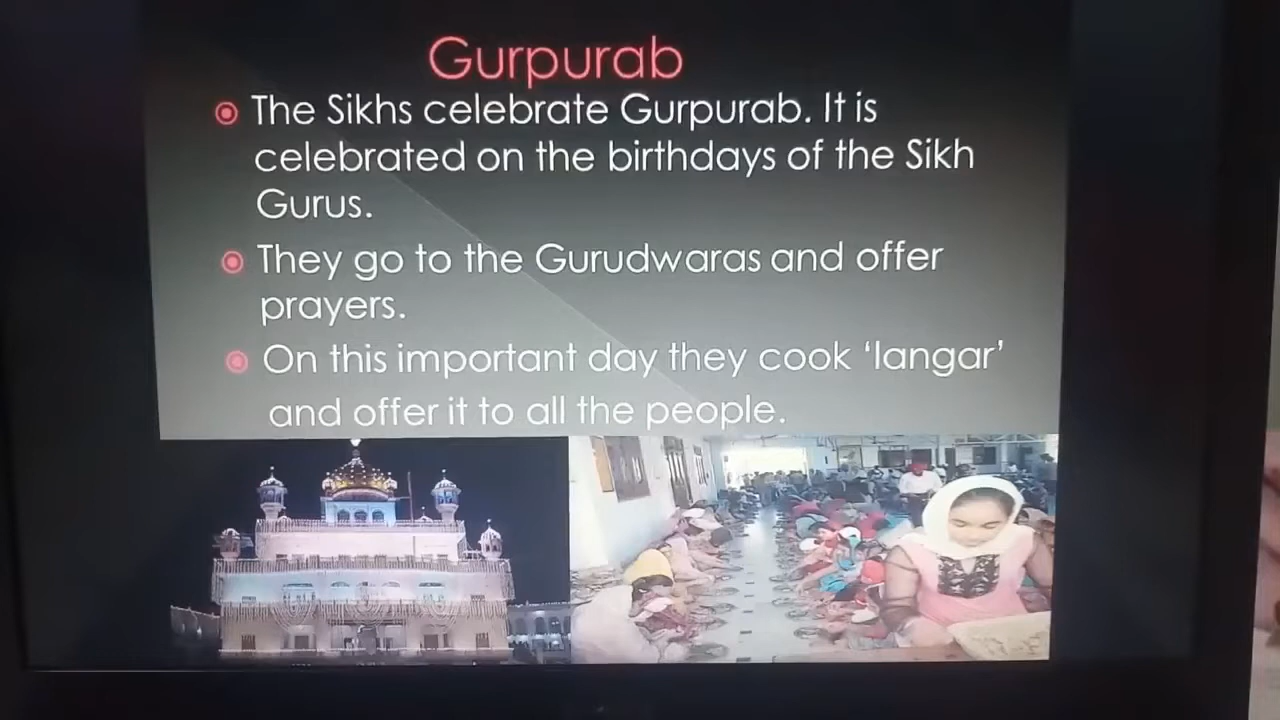 Gurpurab
The Sikhs celebrate Gurpurab. It is
celebrated on the birthdays of the Sikh
Gurus.
They go to the Gurudwaras and offer
prayers.
On this important day they cook ‘langar’
and offer it to all the people.